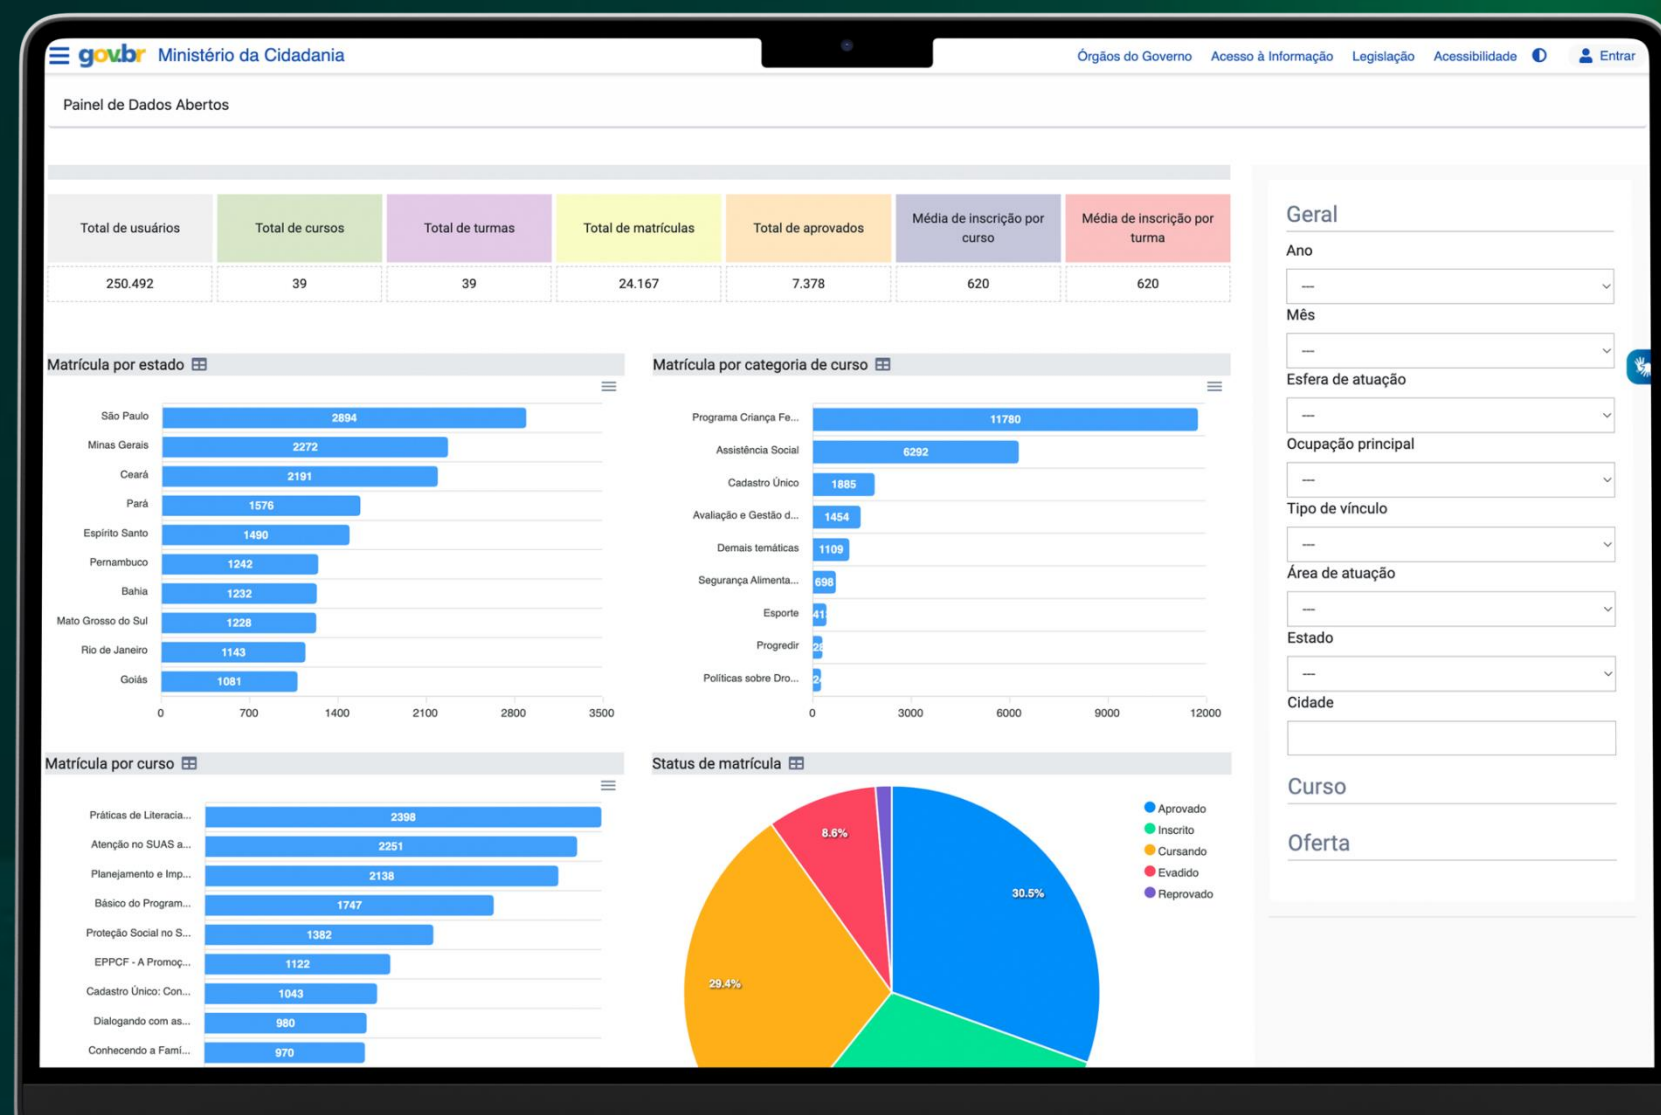 gov.br Ministério da Cidadania
Órgãos do Governo Acesso à Informação Legislação Acessibilidade Entrar
Painel de Dados Abertos
Total de usuários
250.492
Total de cursos
39
Total de turmas
39
Total de matrículas
24.167
Total de aprovados
7.378
Média de inscrição por
curso
620
Média de inscrição por
turma
620
Matrícula por estado
São Paulo 2894
Minas Gerais 2272
Ceará 2191
Pará 1576
Espírito Santo 1490
Pernambuco 1242
Bahia 1232
Mato Grosso do Sul 1228
Rio de Janeiro 1143
Goiás 1081
0 700 1400 2100 2800 3500
Matrícula por categoria de curso
Programa Criança Fe... 11780
Assistência Social 6292
Cadastro Único 1885
Avaliação e Gestão d... 1454
Demais temáticas 1109
Segurança Alimenta... 698
Esporte 41
Progredir 28
Políticas sobre Dro... 2
0 3000 6000 9000 12000
Matrícula por curso
Práticas de Literacia... 2398
Atenção no SUAS a... 2251
Planejamento e Imp... 2138
Básico do Program... 1747
Proteção Social no S... 1382
EPPCF - A Promoç... 1122
Cadastro Único: Con... 1043
Dialogando com as... 980
Conhecendo a Famí... 970
Status de matrícula
8.6%
30.5%
29.4%
Aprovado
Inscrito
Cursando
Evadido
Reprovado
Geral
Ano
---
Mês
---
Esfera de atuação
---
Ocupação principal
---
Tipo de vínculo
---
Área de atuação
---
Estado
---
Cidade
Curso
Oferta